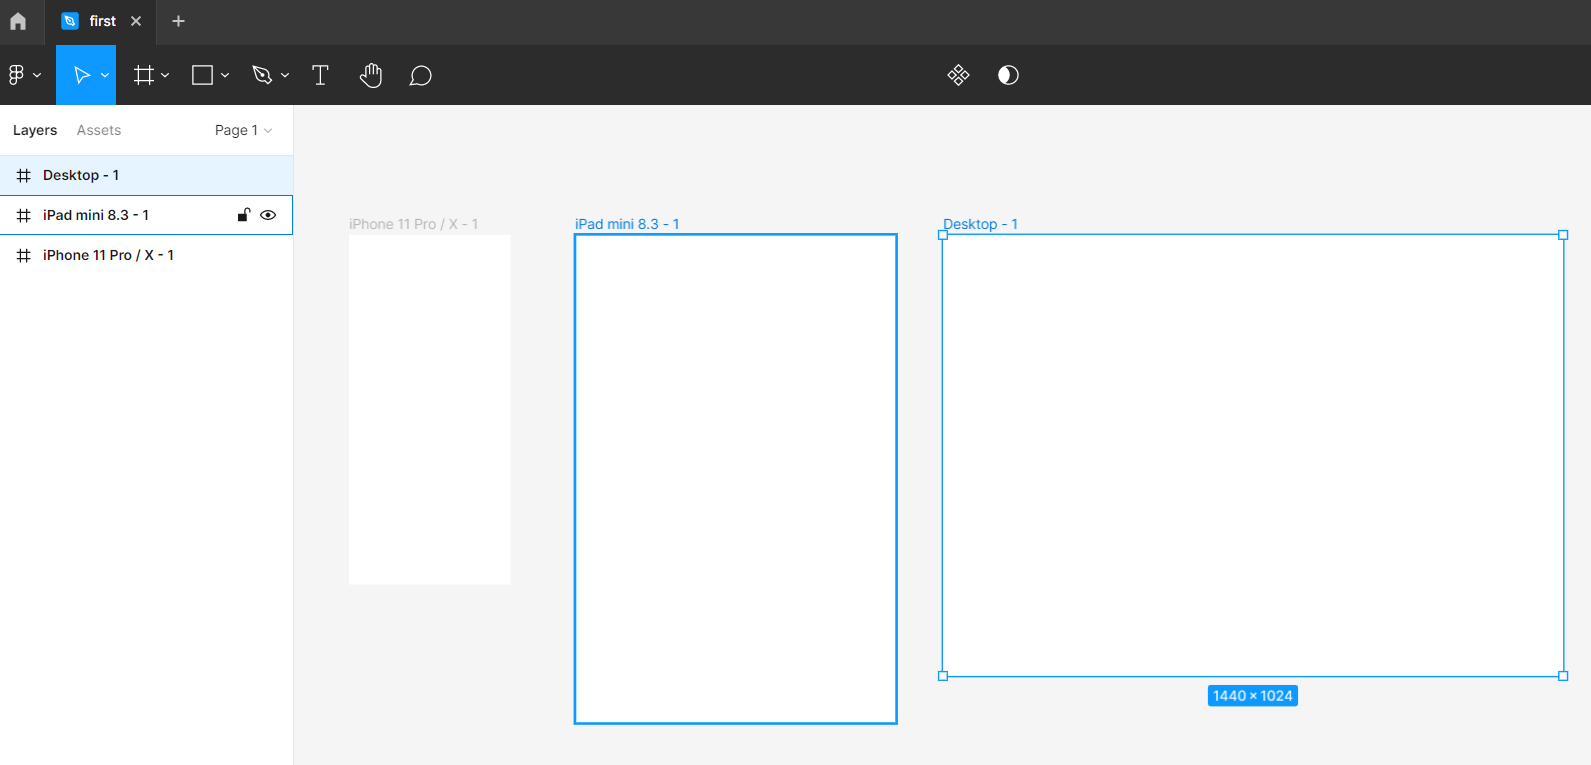 first
Layers Assets Page 1
Desktop - 1
iPad mini 8.3 - 1
iPhone 11 Pro / X - 1
iPhone 11 Pro / X - 1
iPad mini 8.3 - 1
Desktop - 1
1440 × 1024